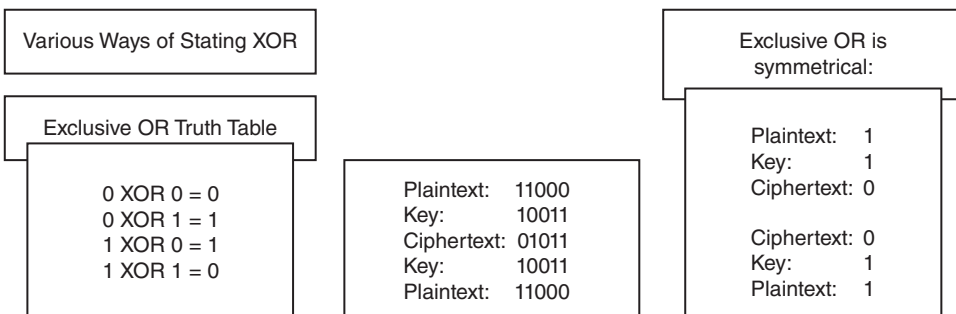 Various Ways of Stating XOR
Exclusive OR Truth Table
0 XOR 0 = 0
0 XOR 1 = 1
1 XOR 0 = 1
1 XOR 1 = 0
Plaintext: 11000
Key: 10011
Ciphertext: 01011
Key: 10011
Plaintext: 11000
Exclusive OR is
symmetrical:
Plaintext: 1
Key: 1
Ciphertext: 0
Ciphertext: 0
Key: 1
Plaintext: 1